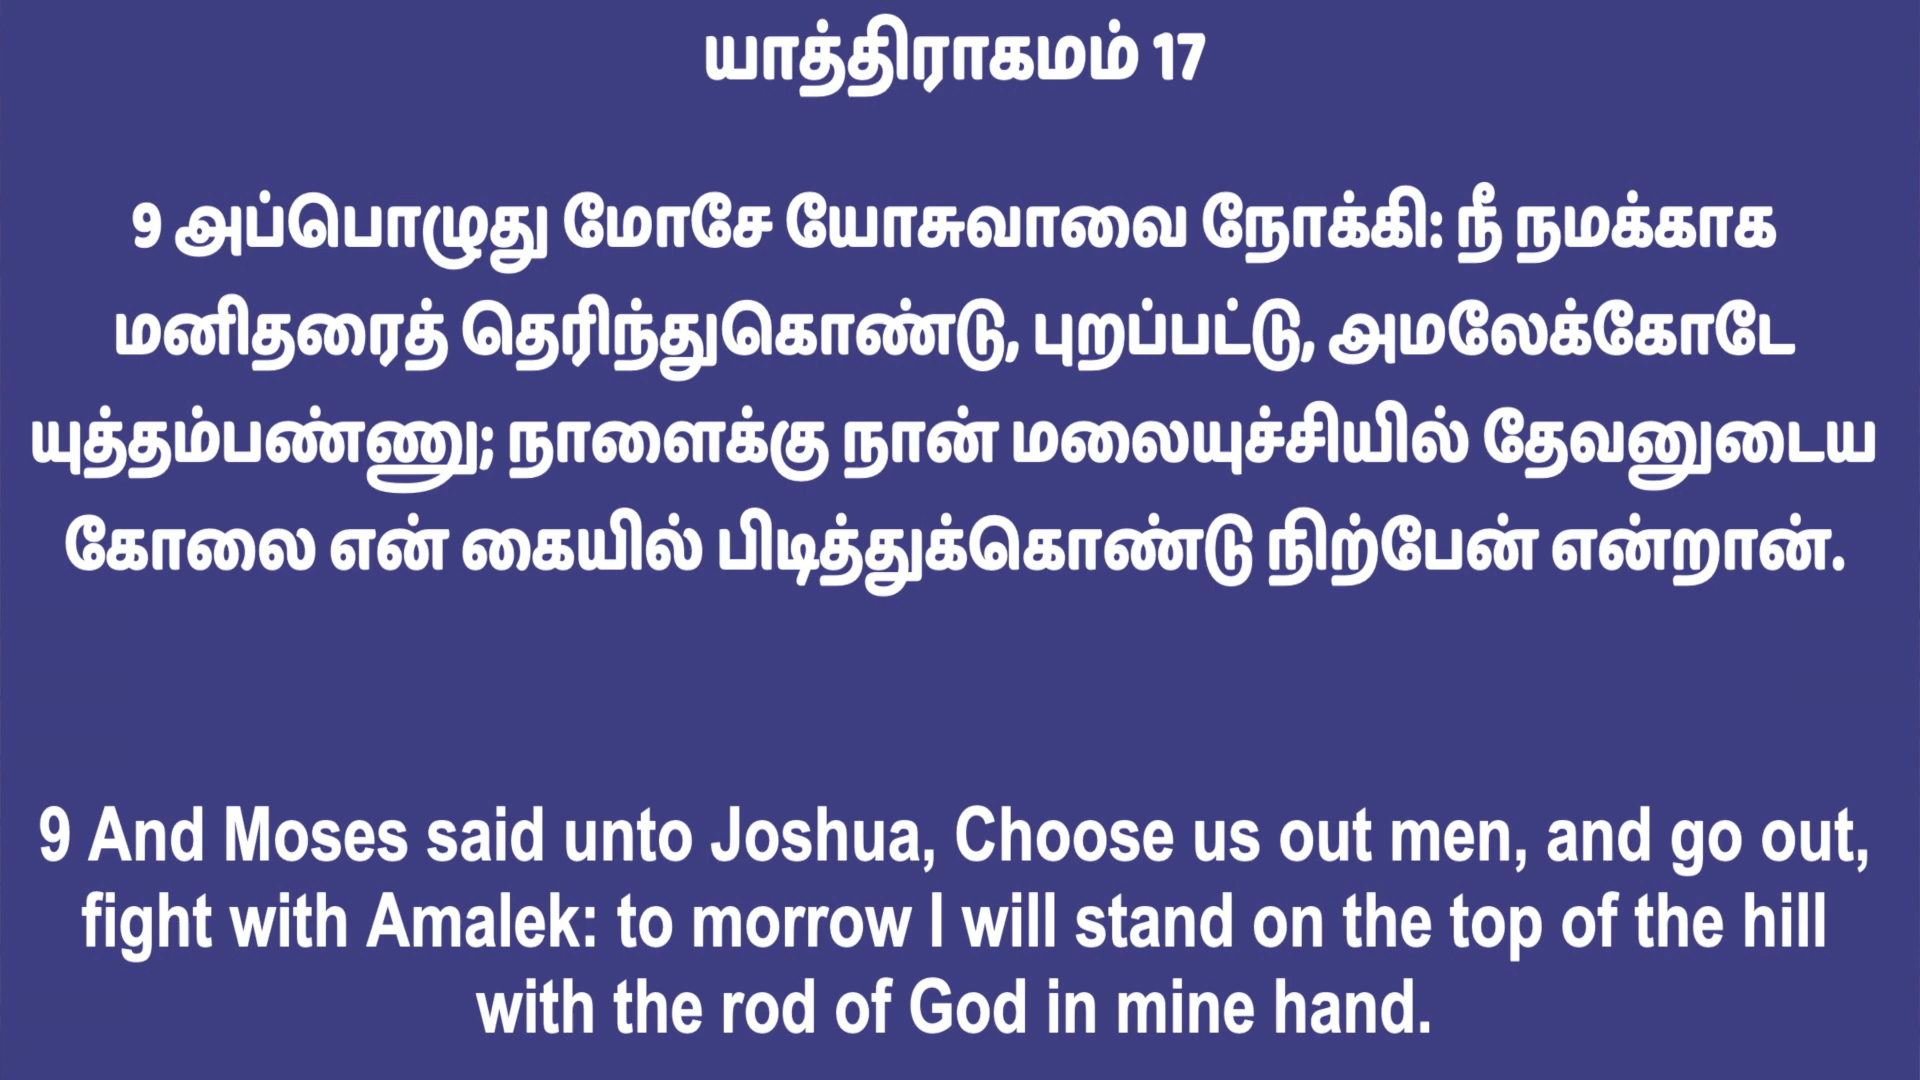 யாத்திராகமம் 17
9 அப்பொழுது மோசே யோசுவாவை நோக்கி: நீ நமக்காக
மனிதரைத் தெரிந்துகொண்டு, புறப்பட்டு, அமலேக்கோடே
யுத்தம்பண்ணு; நாளைக்கு நான் மலையுச்சியில் தேவனுடைய
கோலை என் கையில் பிடித்துக்கொண்டு நிற்பேன் என்றான்.
9 And Moses said unto Joshua, Choose us out men, and go out,
fight with Amalek: to morrow I will stand on the top of the hill
with the rod of God in mine hand.